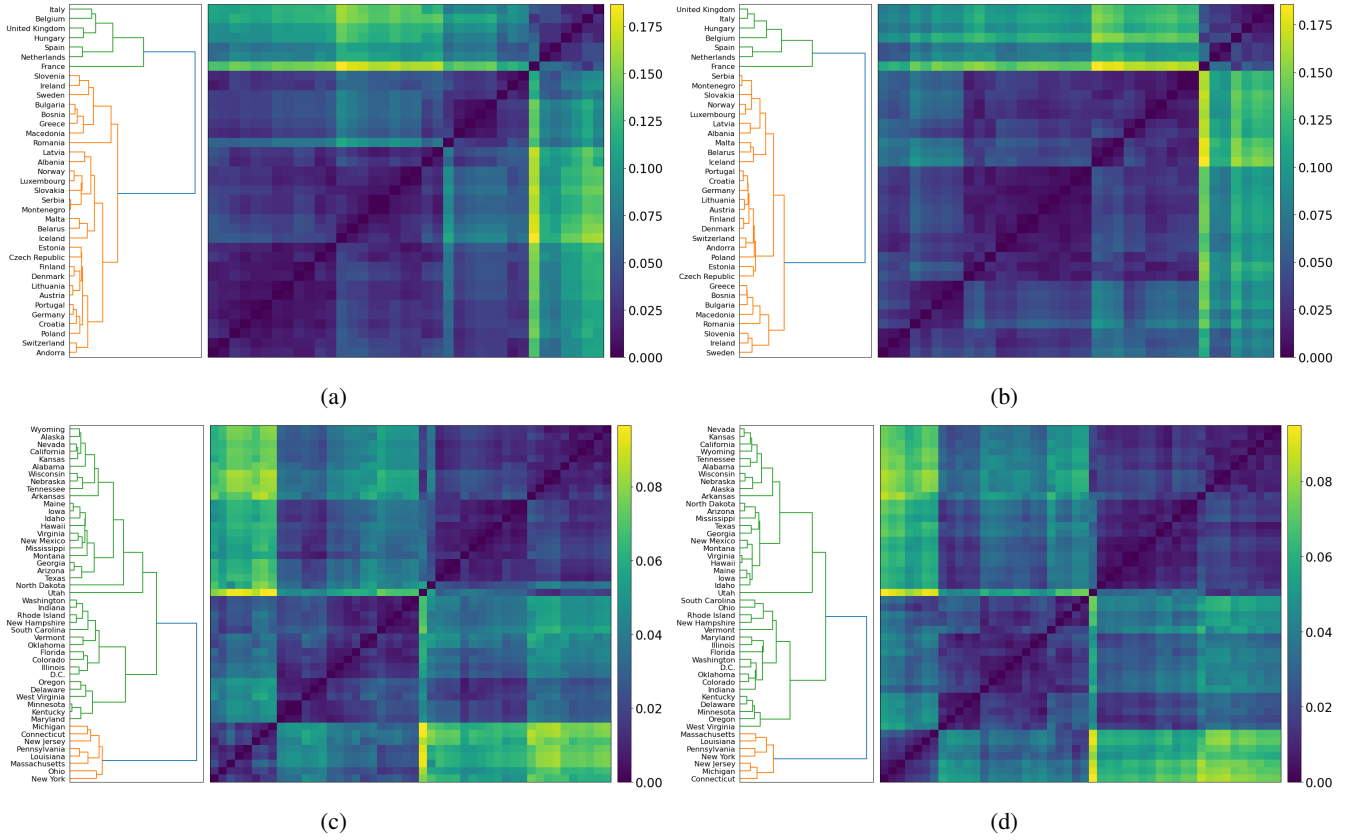 Italy
Belgium
United Kingdom
Hungary
Spain
Netherlands
France
Slovenia
Ireland
Sweden
Bulgaria
Bosnia
Greece
Macedonia
Romania
Latvia
Albania
Norway
Luxembourg
Slovakia
Serbia
Montenegro
Malta
Belarus
Iceland
Estonia
Czech Republic
Finland
Denmark
Lithuania
Austria
Portugal
Germany
Croatia
Poland
Switzerland
Andorra
0.175
0.150
0.125
0.100
0.075
0.050
0.025
0.000
(a)
United Kingdom
Italy
Hungary
Belgium
Spain
Netherlands
France
Serbia
Montenegro
Slovakia
Norway
Luxembourg
Latvia
Albania
Malta
Belarus
Iceland
Portugal
Croatia
Germany
Lithuania
Austria
Finland
Denmark
Switzerland
Andorra
Poland
Estonia
Czech Republic
Greece
Bosnia
Bulgaria
Macedonia
Romania
Slovenia
Ireland
Sweden
0.175
0.150
0.125
0.100
0.075
0.050
0.025
0.000
(b)
Wyoming
Alaska
Nevada
California
Kansas
Alabama
Wisconsin
Nebraska
Tennessee
Arkansas
Maine
Iowa
Idaho
Hawaii
Virginia
New Mexico
Mississippi
Montana
Georgia
Arizona
Texas
North Dakota
Utah
Washington
Indiana
Rhode Island
New Hampshire
South Carolina
Vermont
Oklahoma
Florida
Colorado
Illinois
D.C.
Oregon
Delaware
West Virginia
Minnesota
Kentucky
Maryland
Michigan
Connecticut
New Jersey
Pennsylvania
Louisiana
Massachusetts
Ohio
New York
0.08
0.06
0.04
0.02
0.00
(c)
Nevada
Kansas
California
Wyoming
Tennessee
Alabama
Wisconsin
Nebraska
Alaska
Arkansas
North Dakota
Arizona
Mississippi
Texas
Georgia
New Mexico
Montana
Virginia
Hawaii
Maine
Iowa
Idaho
Utah
South Carolina
Ohio
Rhode Island
New Hampshire
Vermont
Maryland
Illinois
Florida
Washington
D.C.
Oklahoma
Colorado
Indiana
Kentucky
Delaware
Minnesota
Oregon
West Virginia
Massachusetts
Louisiana
Pennsylvania
New York
New Jersey
Michigan
Connecticut
0.08
0.06
0.04
0.02
0.00
(d)